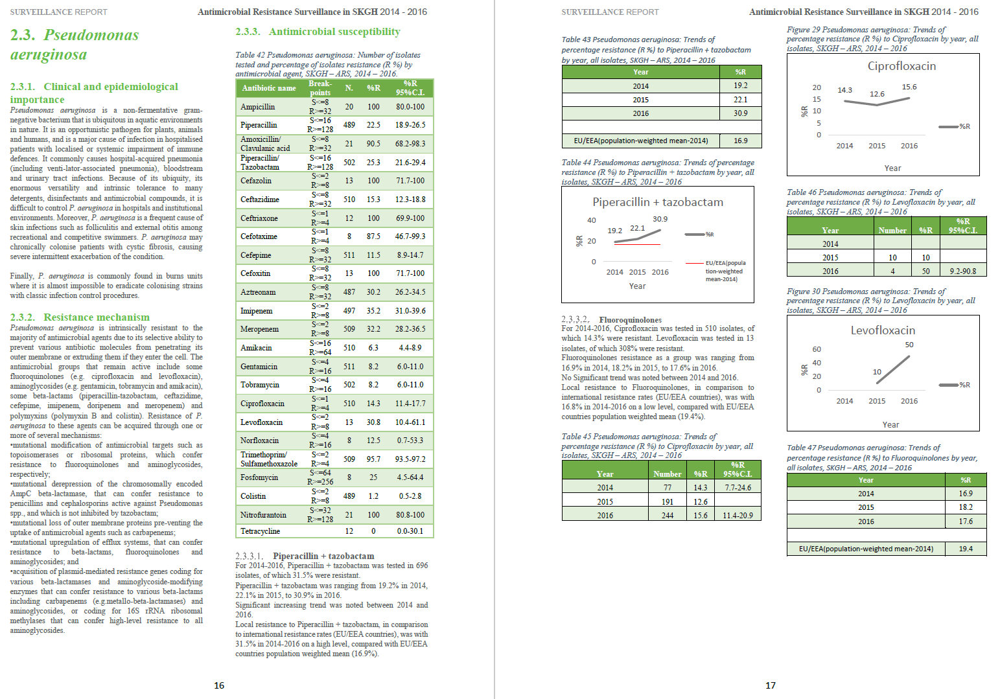 SURVEILLANCE REPORT
Antimicrobial Resistance Surveillance in SKGH 2014 - 2016
2.3. Pseudomonas
aeruginosa
2.3.1. Clinical and epidemiological
importance
Pseudomonas aeruginosa is a non-fermentative gram-
negative bacterium that is ubiquitous in aquatic environments
in nature. It is an opportunistic pathogen for plants, animals
and humans, and is a major cause of infection in hospitalised
patients with localised or systemic impairment of immune
defences. It commonly causes hospital-acquired pneumonia
(including venti-lator-associated pneumonia), bloodstream
and urinary tract infections. Because of its ubiquity, its
enormous versatility and intrinsic tolerance to many
detergents, disinfectants and antimicrobial compounds, it is
difficult to control P. aeruginosa in hospitals and institutional
environments. Moreover, P. aeruginosa is a frequent cause of
skin infections such as folliculitis and external otitis among
recreational and competitive swimmers. P. aeruginosa may
chronically colonise patients with cystic fibrosis, causing
severe intermittent exacerbation of the condition.
Finally, P. aeruginosa is commonly found in burns units
where it is almost impossible to eradicate colonising strains
with classic infection control procedures.
2.3.2. Resistance mechanism
Pseudomonas aeruginosa is intrinsically resistant to the
majority of antimicrobial agents due to its selective ability to
prevent various antibiotic molecules from penetrating its
outer membrane or extruding them if they enter the cell. The
antimicrobial groups that remain active include some
fluoroquinolones (e.g. ciprofloxacin and levofloxacin),
aminoglycosides (e.g. gentamicin, tobramycin and amikacin),
some beta-lactams (piperacillin-tazobactam, ceftazidime,
cefepime, imipenem, doripenem and meropenem) and
polymyxins (polymyxin B and colistin). Resistance of P.
aeruginosa to these agents can be acquired through one or
more of several mechanisms:
•mutational modification of antimicrobial targets such as
topoisomerases or ribosomal proteins, which confer
resistance to fluoroquinolones and aminoglycosides,
respectively;
•mutational derepression of the chromosomally encoded
AmpC beta-lactamase, that can confer resistance to
penicillins and cephalosporins active against Pseudomonas
spp., and which is not inhibited by tazobactam;
•mutational loss of outer membrane proteins pre-venting the
uptake of antimicrobial agents such as carbapenems;
•mutational upregulation of efflux systems, that can confer
resistance to beta-lactams, fluoroquinolones and
aminoglycosides; and
•acquisition of plasmid-mediated resistance genes coding for
various beta-lactamases and aminoglycoside-modifying
enzymes that can confer resistance to various beta-lactams
including carbapenems (e.g.metallo-beta-lactamases) and
aminoglycosides, or coding for 16S rRNA ribosomal
methylases that can confer high-level resistance to all
aminoglycosides.
2.3.3. Antimicrobial susceptibility
Table 42 Pseudomonas aeruginosa: Number of isolates
tested and percentage of isolates resistance (R %) by
antimicrobial agent, SKGH – ARS, 2014 – 2016.
Antibiotic name Break-points N. %R %R 95%C.I.
Ampicillin S<=8 R>=32 20 100 80.0-100
Piperacillin S<=16 R>=128 489 22.5 18.9-26.5
Amoxicillin/ Clavulanic acid S<=8 R>=32 21 90.5 68.2-98.3
Piperacillin/ Tazobactam S<=16 R>=128 502 25.3 21.6-29.4
Cefazolin S<=2 R>=8 13 100 71.7-100
Ceftazidime S<=8 R>=32 510 15.3 12.3-18.8
Ceftriaxone S<=1 R>=4 12 100 69.9-100
Cefotaxime S<=1 R>=4 8 87.5 46.7-99.3
Cefepime S<=8 R>=32 511 11.5 8.9-14.7
Cefoxitin S<=8 R>=32 13 100 71.7-100
Aztreonam S<=8 R>=32 487 30.2 26.2-34.5
Imipenem S<=2 R>=8 497 35.2 31.0-39.6
Meropenem S<=2 R>=8 509 32.2 28.2-36.5
Amikacin S<=16 R>=64 510 6.3 4.4-8.9
Gentamicin S<=4 R>=16 511 8.2 6.0-11.0
Tobramycin S<=4 R>=16 502 8.2 6.0-11.0
Ciprofloxacin S<=1 R>=4 510 14.3 11.4-17.7
Levofloxacin S<=2 R>=8 13 30.8 10.4-61.1
Norfloxacin S<=4 R>=16 8 12.5 0.7-53.3
Trimethoprim/ Sulfamethoxazole S<=2 R>=4 509 95.7 93.5-97.2
Fosfomycin S<=64 R>=256 8 25 4.5-64.4
Colistin S<=2 R>=8 489 1.2 0.5-2.8
Nitrofurantoin S<=32 R>=128 21 100 80.8-100
Tetracycline 12 0 0.0-30.1
2.3.3.1. Piperacillin + tazobactam
For 2014-2016, Piperacillin + tazobactam was tested in 696
isolates, of which 31.5% were resistant.
Piperacillin + tazobactam was ranging from 19.2% in 2014,
22.1% in 2015, to 30.9% in 2016.
Significant increasing trend was noted between 2014 and
2016.
Local resistance to Piperacillin + tazobactam, in comparison
to international resistance rates (EU/EEA countries), was with
31.5% in 2014-2016 on a high level, compared with EU/EEA
countries population weighted mean (16.9%).
16
SURVEILLANCE REPORT
Antimicrobial Resistance Surveillance in SKGH 2014 - 2016
Table 43 Pseudomonas aeruginosa: Trends of
percentage resistance (R %) to Piperacillin + tazobactam
by year, all isolates, SKGH – ARS, 2014 – 2016
Year %R
2014 19.2
2015 22.1
2016 30.9
EU/EEA(population-weighted mean-2014) 16.9
Table 44 Pseudomonas aeruginosa: Trends of percentage
resistance (R %) to Piperacillin + tazobactam by year, all
isolates, SKGH – ARS, 2014 – 2016
Piperacillin + tazobactam
40
20
0
%R
19.2 22.1 30.9
2014 2015 2016
Year
%R
EU/EEA(popula
tion-weighted
mean-2014)
2.3.3.2. Fluoroquinolones
For 2014-2016, Ciprofloxacin was tested in 510 isolates, of
which 14.3% were resistant. Levofloxacin was tested in 13
isolates, of which 308% were resistant.
Fluoroquinolones resistance as a group was ranging from
16.9% in 2014, 18.2% in 2015, to 17.6% in 2016.
No Significant trend was noted between 2014 and 2016.
Local resistance to Fluoroquinolones, in comparison to
international resistance rates (EU/EEA countries), was with
16.8% in 2014-2016 on a low level, compared with EU/EEA
countries population weighted mean (19.4%).
Table 45 Pseudomonas aeruginosa: Trends of
percentage resistance (R %) to Ciprofloxacin by year, all
isolates, SKGH – ARS, 2014 – 2016
Year Number %R %R 95%C.I.
2014 77 14.3 7.7-24.6
2015 191 12.6
2016 244 15.6 11.4-20.9
Figure 29 Pseudomonas aeruginosa: Trends of
percentage resistance (R %) to Ciprofloxacin by year, all
isolates, SKGH – ARS, 2014 – 2016
Ciprofloxacin
20
15
10
5
0
%R
14.3 12.6 15.6
2014 2015 2016
Year
%R
Table 46 Pseudomonas aeruginosa: Trends of
percentage resistance (R %) to Levofloxacin by year, all
isolates, SKGH – ARS, 2014 – 2016
Year Number %R %R 95%C.I.
2014
2015 10 10
2016 4 50 9.2-90.8
Figure 30 Pseudomonas aeruginosa: Trends of
percentage resistance (R %) to Levofloxacin by year, all
isolates, SKGH – ARS, 2014 – 2016
Levofloxacin
60
40
20
0
%R
10 50
2014 2015 2016
Year
%R
Table 47 Pseudomonas aeruginosa: Trends of
percentage resistance (R %) to Fluoroquinolones by year,
all isolates, SKGH – ARS, 2014 – 2016
Year %R
2014 16.9
2015 18.2
2016 17.6
EU/EEA(population-weighted mean-2014) 19.4
17